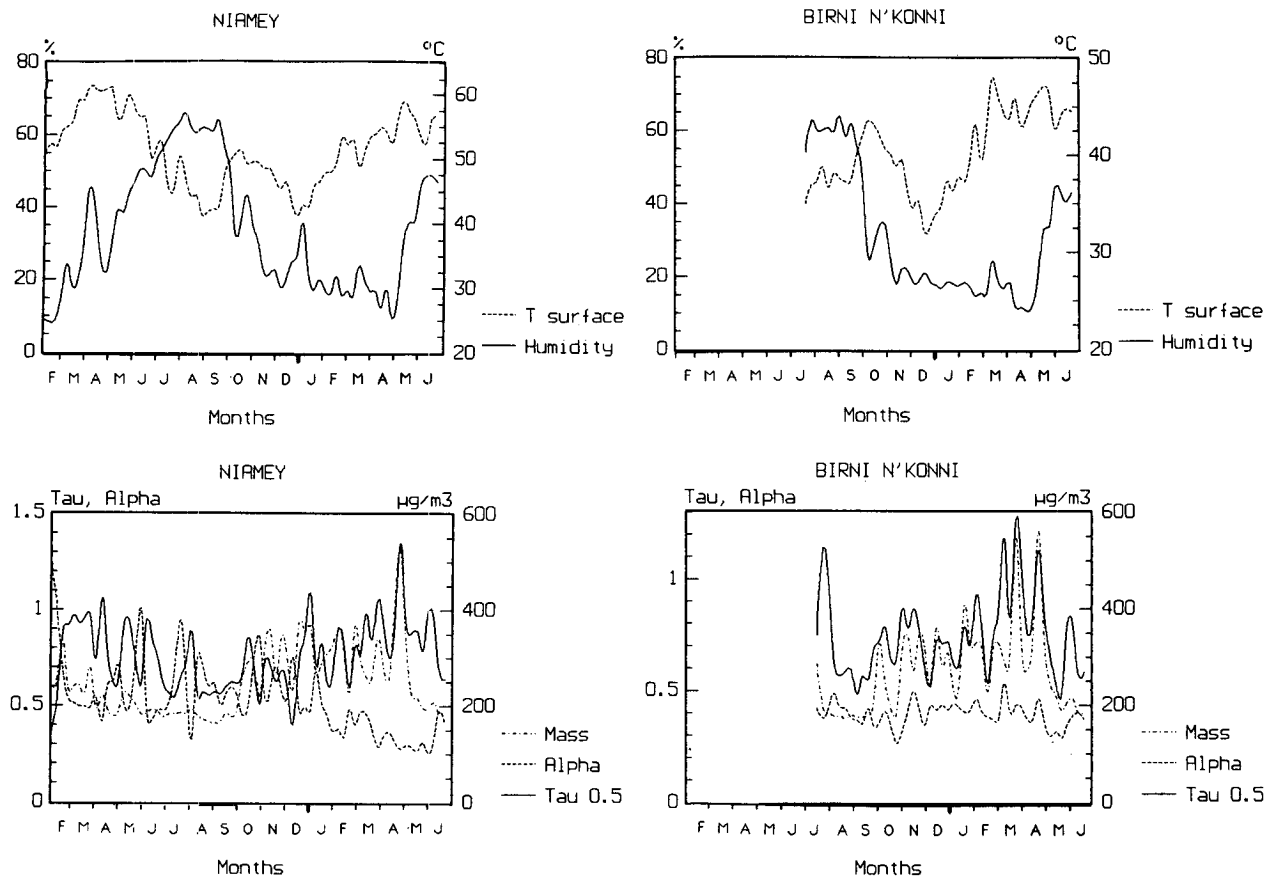 NIAMEY
% °C
80
60
40
20
0
60
50
40
30
20
T surface
Humidity
F M A M J J A S O N D J F M A M J
Months
BIRNI N'KONNI
% °C
80
60
40
20
0
50
40
30
20
T surface
Humidity
F M A M J J A S O N D J F M A M J
Months
NIAMEY
Tau, Alpha µg/m3
1.5
1
0.5
0
600
400
200
0
Mass
Alpha
Tau 0.5
F M A M J J A S O N D J F M A M J
Months
BIRNI N'KONNI
Tau, Alpha µg/m3
1
0.5
0
600
400
200
0
Mass
Alpha
Tau 0.5
F M A M J J A S O N D J F M A M J
Months